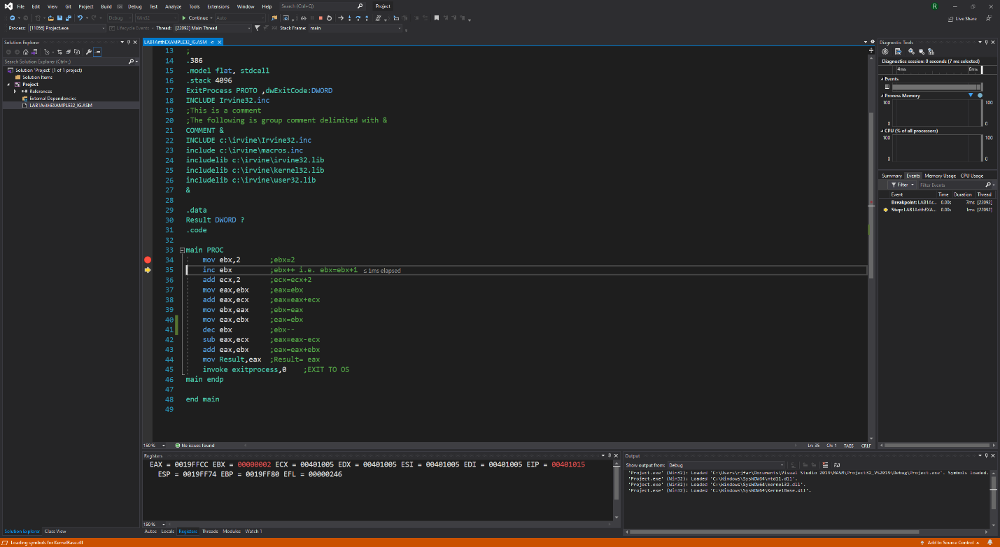 File Edit View Git Project Build Debug Test Analyze Tools Extensions Window Help Search (Ctrl+Q) Project R
Live Share
Debug Win32 Continue Auto
Process: [11056] Project.exe Lifecycle Events Thread: [22092] Main Thread Stack Frame: main
Solution Explorer
Search Solution Explorer (Ctrl+;)
Solution 'Project' (1 of 1 project)
Solution Items
Project
References
External Dependencies
LAB1ArithEXAMPLE32_IG.ASM
LAB1ArithEXAMPLE32_IG.ASM
13 ;
14 .386
15 .model flat, stdcall
16 .stack 4096
17 ExitProcess PROTO ,dwExitCode:DWORD
18 INCLUDE Irvine32.inc
19 ;This is a comment
20 ;The following is group comment delimited with &
21 COMMENT &
22 INCLUDE c:\irvine\Irvine32.inc
23 include c:\irvine\macros.inc
24 includelib c:\irvine\irvine32.lib
25 includelib c:\irvine\kernel32.lib
26 includelib c:\irvine\user32.lib
27 &
28
29 .data
30 Result DWORD ?
31 .code
32
33 main PROC
34 mov ebx,2 ;ebx=2
35 inc ebx ;ebx++ i.e. ebx=ebx+1 ≤ 1ms elapsed
36 add ecx,2 ;ecx=ecx+2
37 mov eax,ebx ;eax=ebx
38 add eax,ecx ;eax=eax+ecx
39 mov ebx,eax ;ebx=eax
40 mov eax,ebx ;eax=ebx
41 dec ebx ;ebx--
42 sub eax,ecx ;eax=eax-ecx
43 add eax,ebx ;eax=eax+ebx
44 mov Result,eax ;Result= eax
45 invoke exitprocess,0 ;EXIT TO OS
46 main endp
47
48 end main
49
150 % No issues found Ln: 35 Ch: 1 TABS CRLF
Diagnostic Tools
Diagnostics session: 0 seconds (7 ms selected)
4ms 6ms
Events
Process Memory
100 100
0 0
CPU (% of all processors)
100 100
0 0
Summary Events Memory Usage CPU Usage
Filter Filter Events
Event Time Duration Thread
Breakpoint: LAB1Ar... 0.00s 7ms [22092]
Step: LAB1ArithEXA... 0.00s 1ms [22092]
Registers
EAX = 0019FFCC EBX = 00000002 ECX = 00401005 EDX = 00401005 ESI = 00401005 EDI = 00401005 EIP = 00401015
ESP = 0019FF74 EBP = 0019FF80 EFL = 00000246
150 %
Autos Locals Registers Threads Modules Watch 1
Output
Show output from: Debug
'Project.exe' (Win32): Loaded 'C:\Users\rjfar\Documents\Visual Studio 2019\MASM\Project32_VS2019\Debug\Project.exe'. Symbols loaded.
'Project.exe' (Win32): Loaded 'C:\Windows\SysWOW64\ntdll.dll'.
'Project.exe' (Win32): Loaded 'C:\Windows\SysWOW64\kernel32.dll'.
'Project.exe' (Win32): Loaded 'C:\Windows\SysWOW64\KernelBase.dll'.
Solution Explorer Class View
Loading symbols for KernelBase.dll Add to Source Control